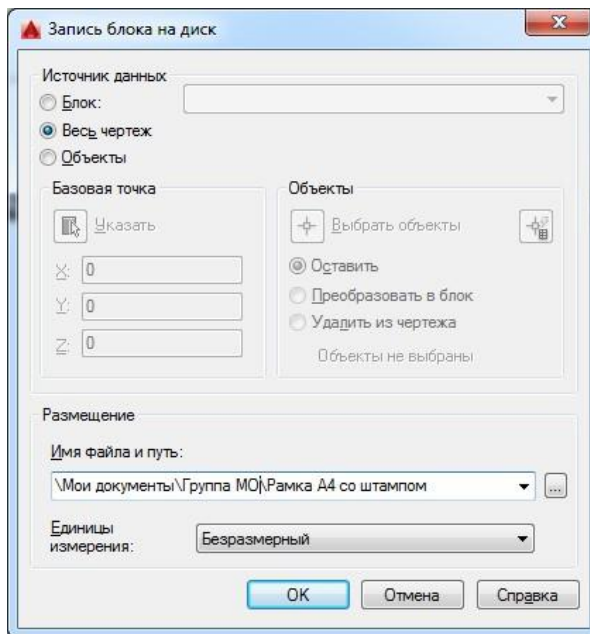 Запись блока на диск
Источник данных
Блок:
Весь чертеж
Объекты
Базовая точка
Указать
X: 0
Y: 0
Z: 0
Объекты
Выбрать объекты
Оставить
Преобразовать в блок
Удалить из чертежа
Объекты не выбраны
Размещение
Имя файла и путь:
\Мои документы\Группа МО\Рамка А4 со штампом
...
Единицы
измерения:
Безразмерный
OK
Отмена
Справка